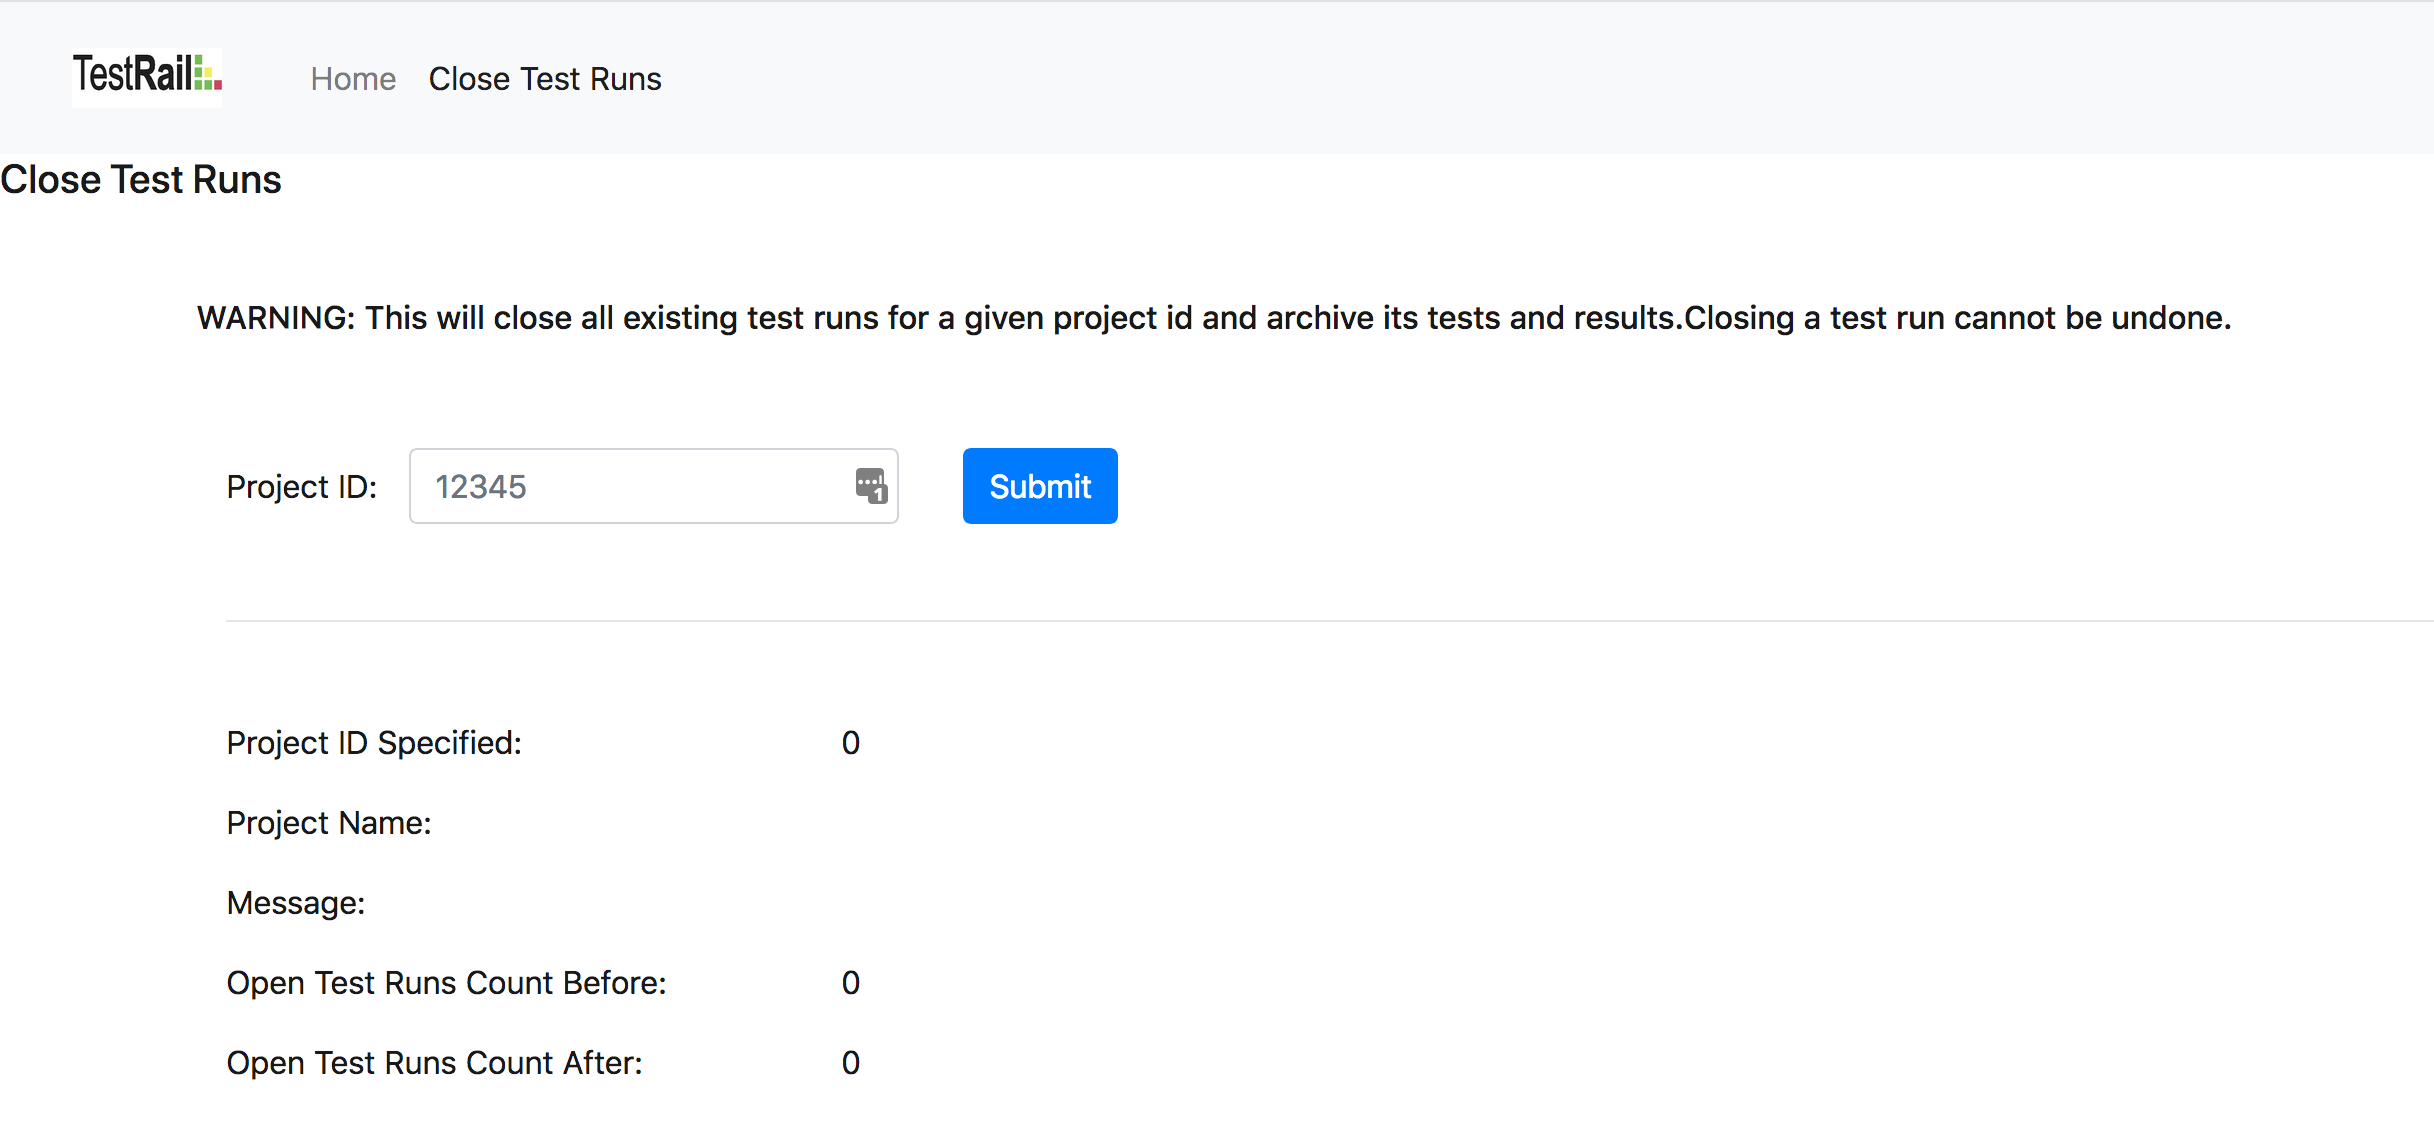 TestRail
Home Close Test Runs
Close Test Runs
WARNING: This will close all existing test runs for a given project id and archive its tests and results.Closing a test run cannot be undone.
Project ID: 12345 1 Submit
Project ID Specified: 0
Project Name:
Message:
Open Test Runs Count Before: 0
Open Test Runs Count After: 0